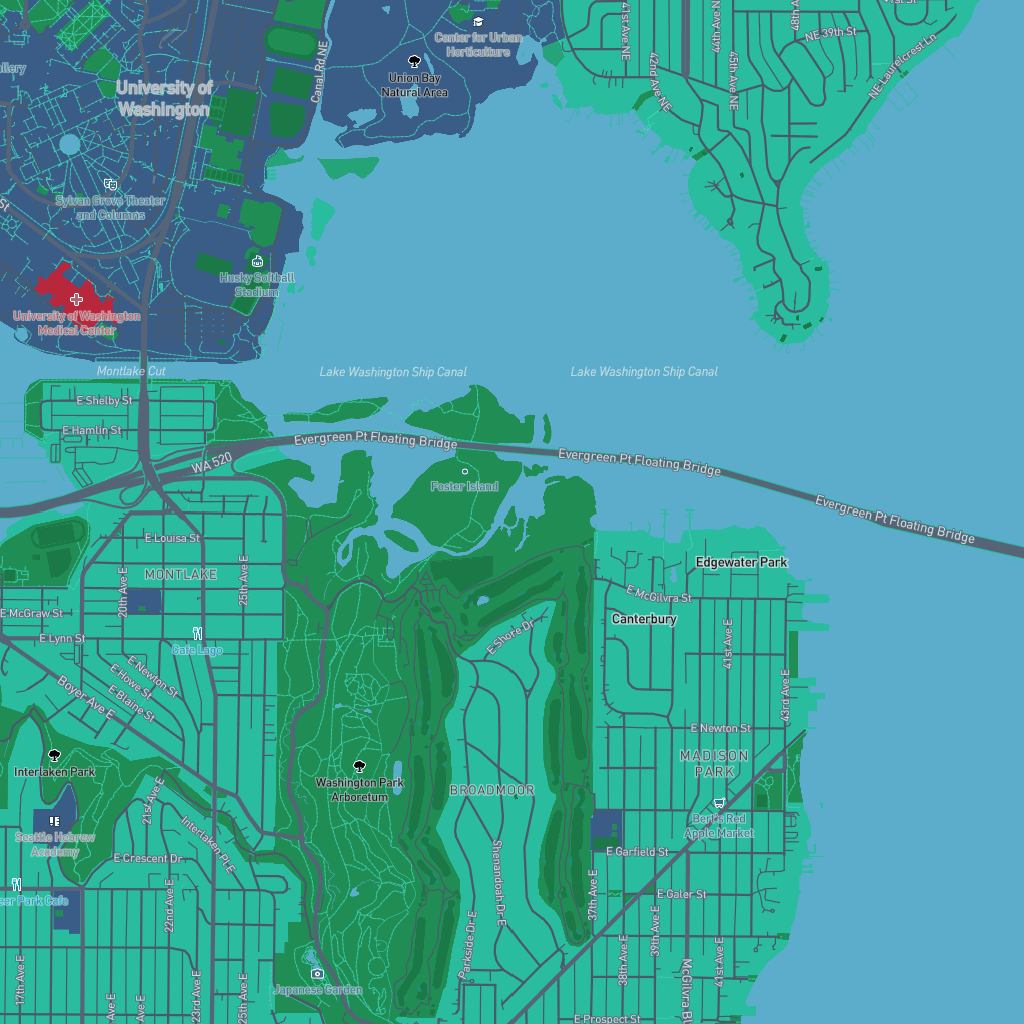 41st St
Center for Urban
Horticulture
41st Ave NE
44th Ave N
48th A
NE 39th St
allery
Union Bay
Natural Area
Canal Rd NE
42nd Ave NE
45th Ave NE
NE Laurelcrest Ln
University of
Washington
Sylvan Grove Theater
and Columns
St
Husky Softball
Stadium
University of Washington
Medical Center
Montlake Cut
Lake Washington Ship Canal
Lake Washington Ship Canal
E Shelby St
E Hamlin St
Evergreen Pt Floating Bridge
Evergreen Pt Floating Bridge
WA 520
Foster Island
Evergreen Pt Floating Bridge
E Louisa St
Edgewater Park
MONTLAKE
20th Ave E
25th Ave E
E McGilvra St
E McGraw St
Canterbury
E Lynn St
E Shore Dr
41st Ave E
Cafe Lago
E Newton St
E Howe St
E Blaine St
Boyer Ave E
43rd Ave E
E Newton St
MADISON
PARK
Interlaken Park
Washington Park
Arboretum
BROADMOOR
21st Ave E
Bert's Red
Apple Market
Seattle Hebrew
Academy
Interlaken Pl E
E Crescent Dr
E Garfield St
Shenandoah Dr E
eer Park Cafe
22nd Ave E
37th Ave E
E Galer St
Parkside Dr E
39th Ave E
38th Ave E
41st Ave E
17th Ave E
Japanese Garden
23rd Ave E
25th Ave E
Ave E
Ave E
McGilvra Bl
E Prospect St